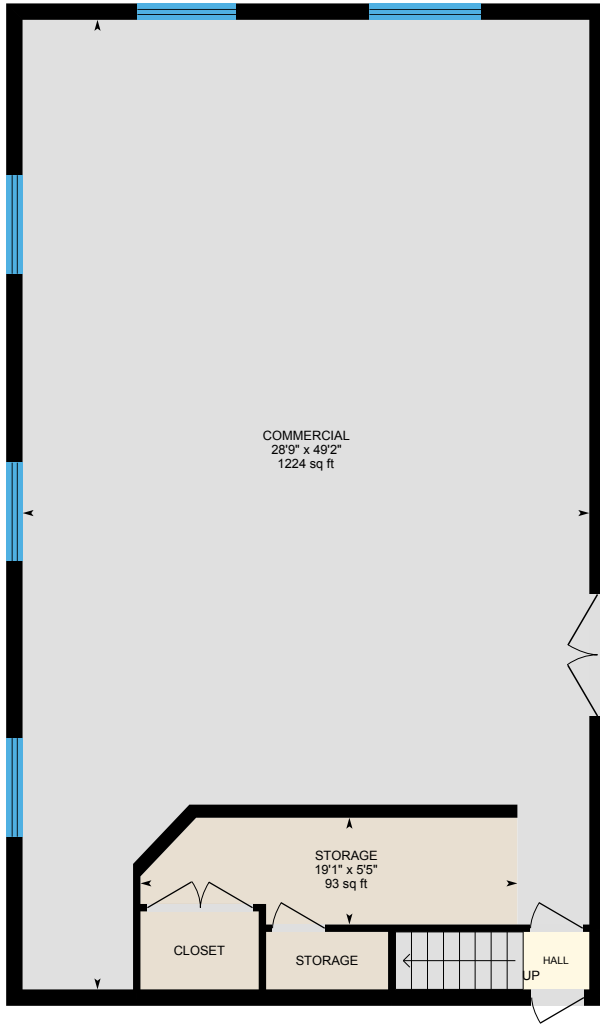 COMMERCIAL
28'9" x 49'2"
1224 sq ft
STORAGE
19'1" x 5'5"
93 sq ft
CLOSET
STORAGE
HALL
UP